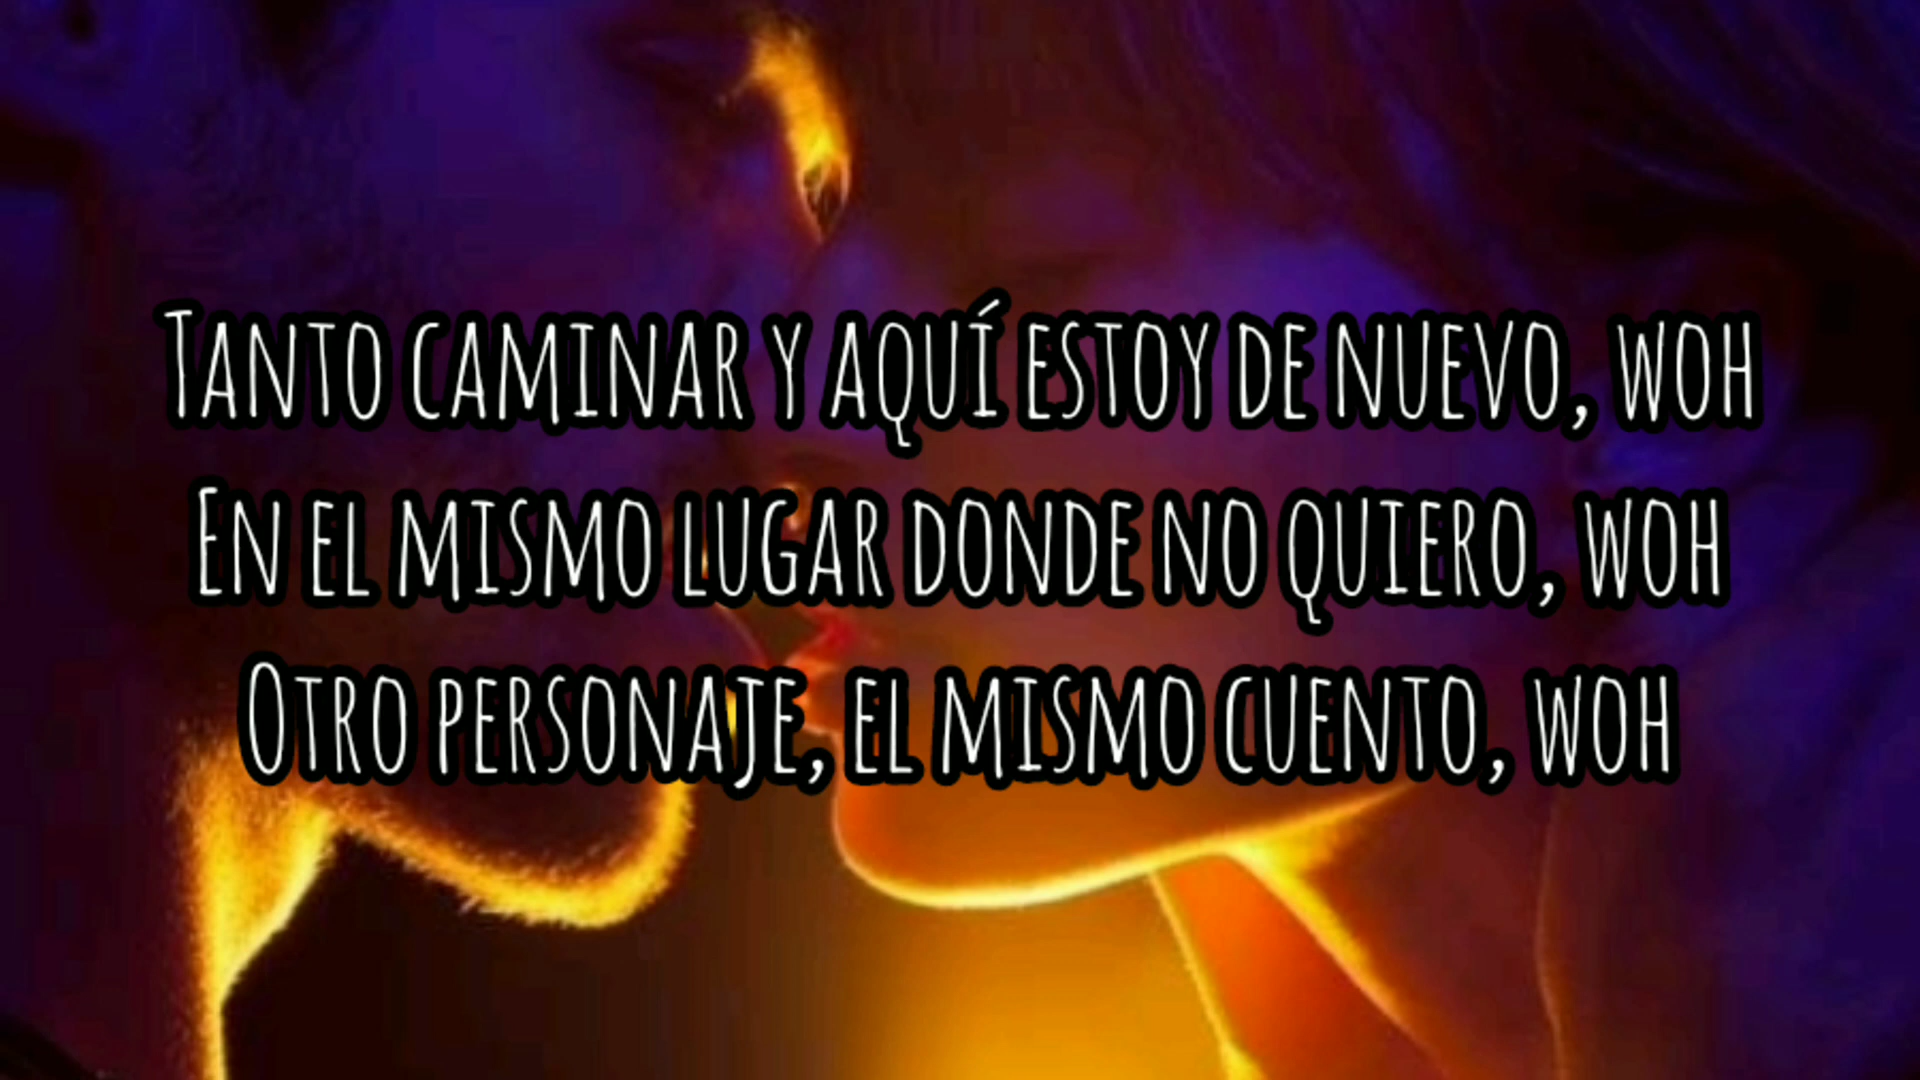 Tanto caminar y aquí estoy de nuevo, woh
En el mismo lugar donde no quiero, woh
Otro personaje, el mismo cuento, woh